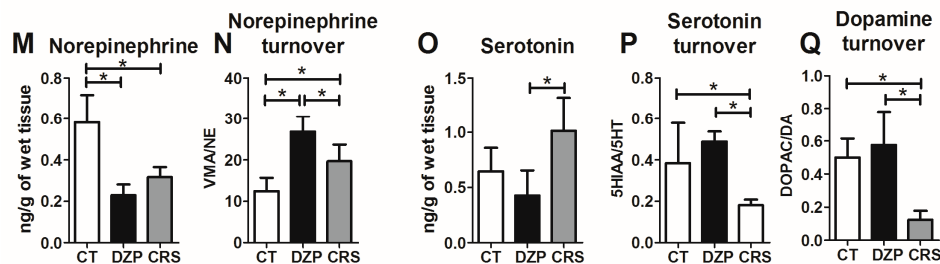 M Norepinephrine
ng/g of wet tissue
0.8
0.6
0.4
0.2
0.0
*
*
CT DZP CRS
N Norepinephrine
turnover
VMA/NE
40
30
20
10
0
*
*
*
CT DZP CRS
O Serotonin
ng/g of wet tissue
1.5
1.0
0.5
0.0
*
CT DZP CRS
P Serotonin
turnover
5HIAA/5HT
0.8
0.6
0.4
0.2
0.0
*
*
CT DZP CRS
Q Dopamine
turnover
DOPAC/DA
1.0
0.8
0.6
0.4
0.2
0.0
*
*
CT DZP CRS